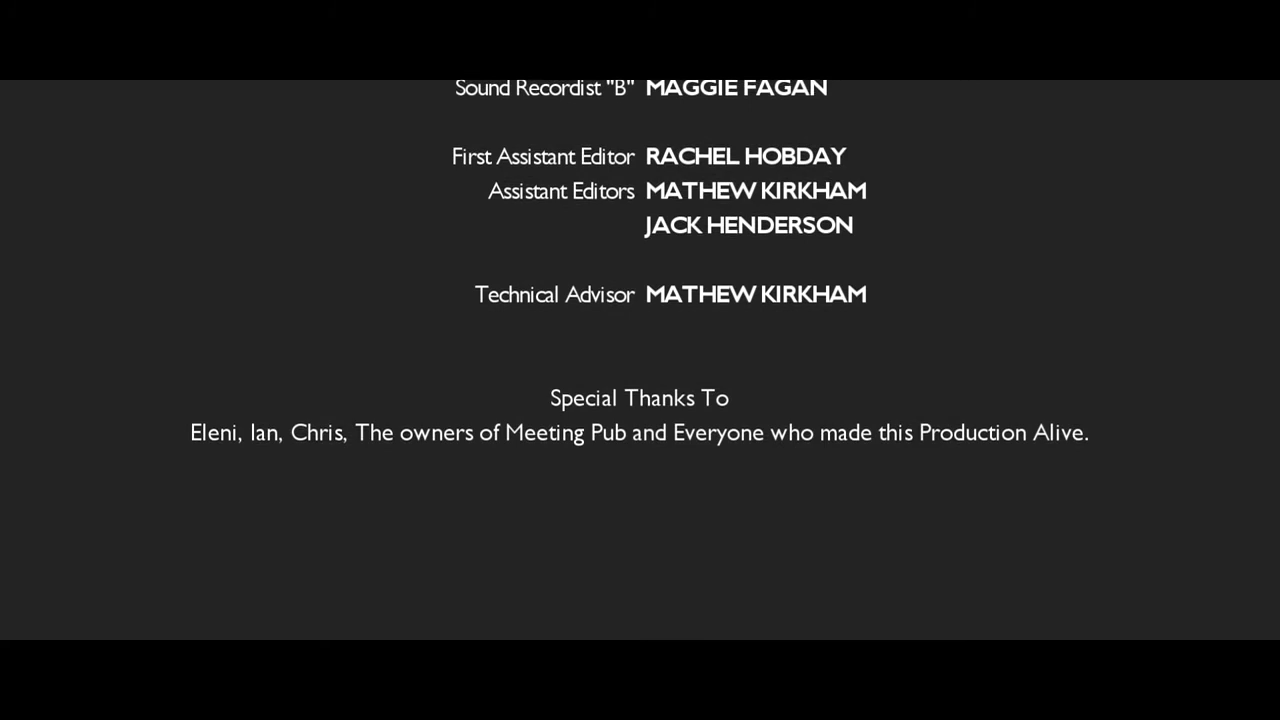 Sound Recordist "B" MAGGIE FAGAN
First Assistant Editor RACHEL HOBDAY
Assistant Editors MATHEW KIRKHAM
JACK HENDERSON
Technical Advisor MATHEW KIRKHAM
Special Thanks To
Eleni, Ian, Chris, The owners of Meeting Pub and Everyone who made this Production Alive.